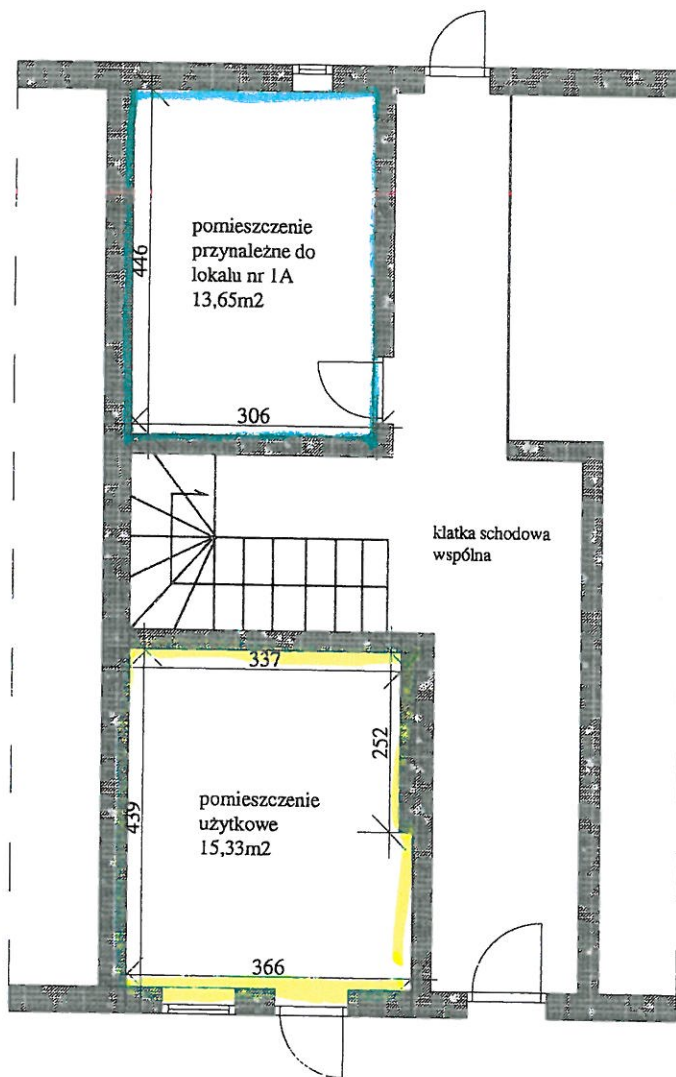 pomieszczenie
przynależne do
lokalu nr 1A
13,65m2
446
306
klatka schodowa
wspólna
337
252
pomieszczenie
użytkowe
15,33m2
439
366